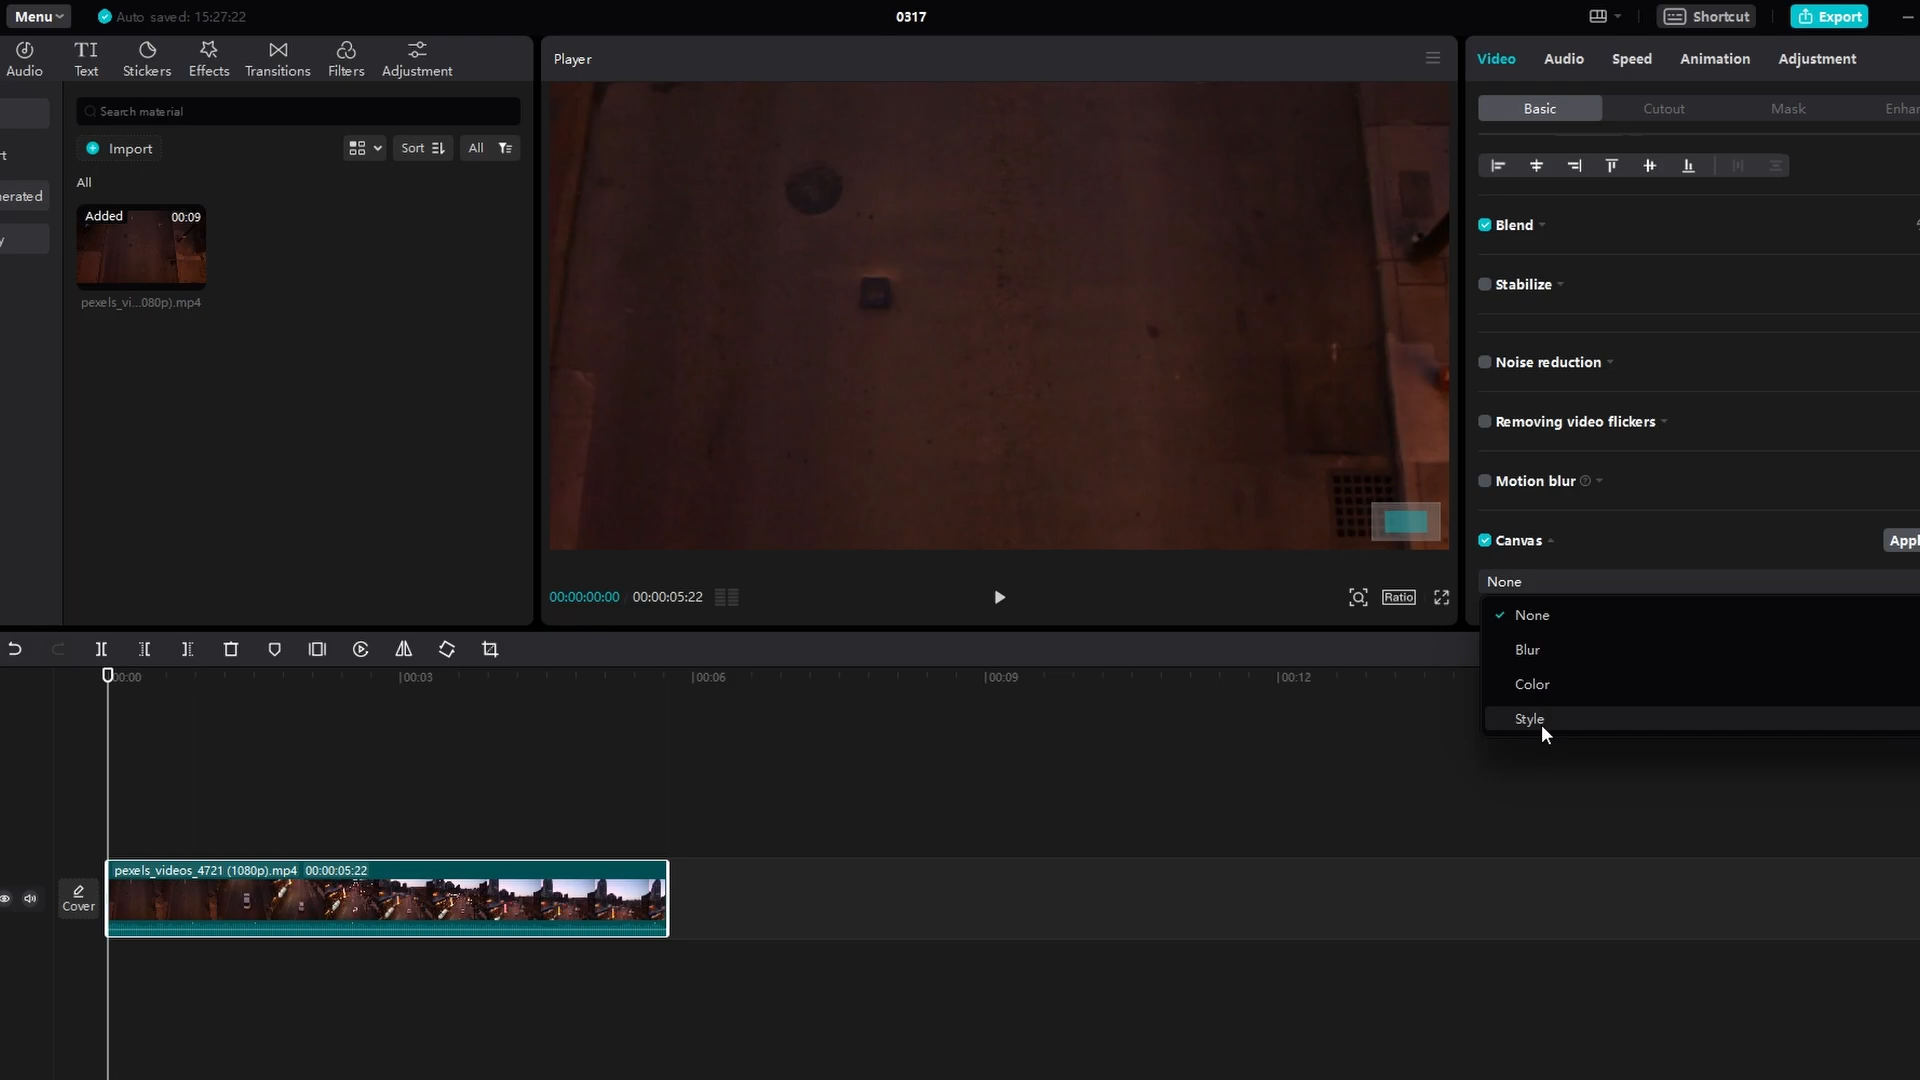 Menu
Auto saved: 15:27:22
0317
Shortcut
Export
Audio
Text
Stickers
Effects
Transitions
Filters
Adjustment
Search material
Import
Sort
All
All
Added
00:09
pexels_vi...080p).mp4
Player
00:00:00:00
00:00:05:22
Ratio
Video
Audio
Speed
Animation
Adjustment
Basic
Cutout
Mask
Enhan
Blend
Stabilize
Noise reduction
Removing video flickers
Motion blur
Canvas
Appl
None
None
Blur
Color
Style
00:00
00:03
00:06
00:09
00:12
Cover
pexels_videos_4721 (1080p).mp4 00:00:05:22